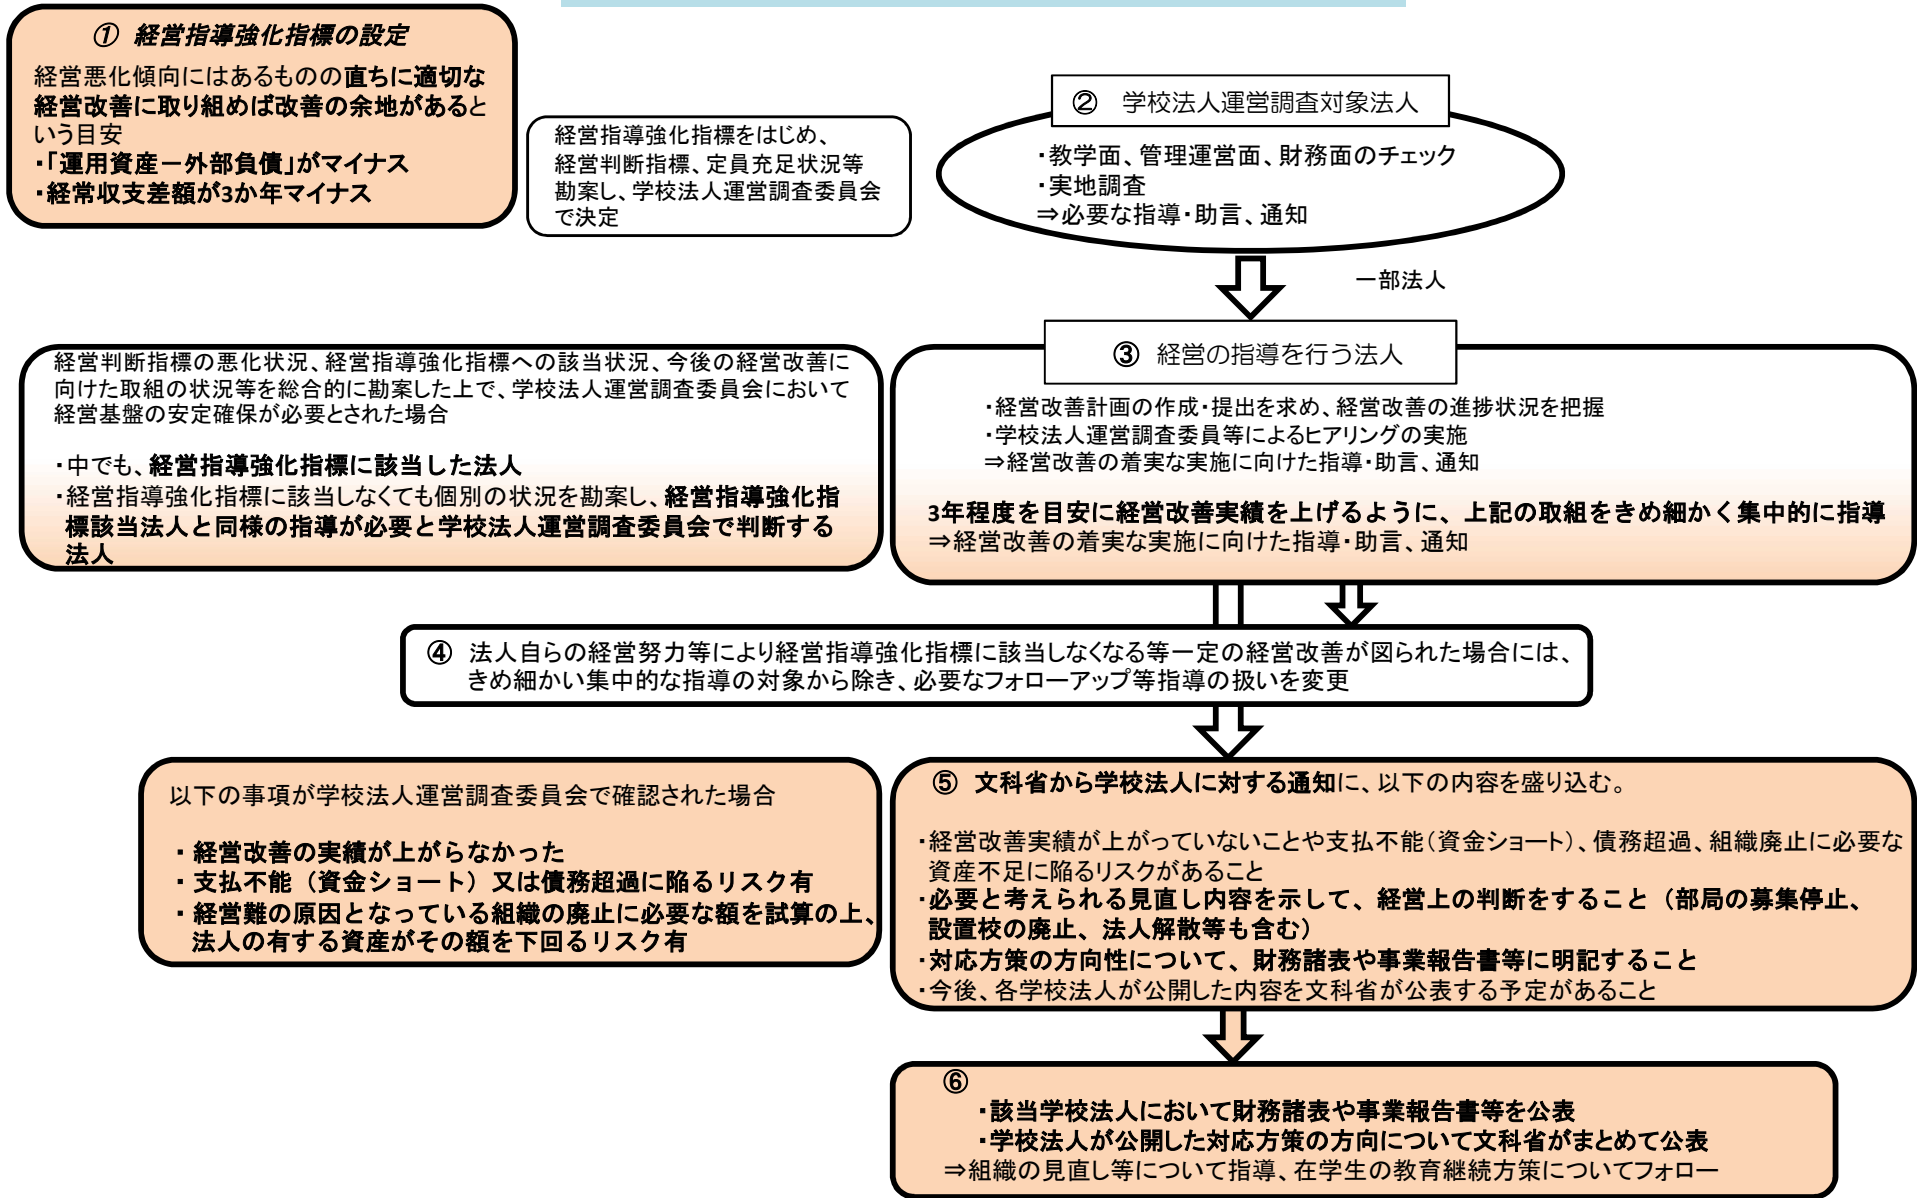 ① 経営指導強化指標の設定
経営悪化傾向にはあるものの直ちに適切な
経営改善に取り組めば改善の余地があると
いう目安
・「運用資産－外部負債」がマイナス
・経常収支差額が3か年マイナス
経営指導強化指標をはじめ、
経営判断指標、定員充足状況等
勘案し、学校法人運営調査委員会
で決定
② 学校法人運営調査対象法人
・教学面、管理運営面、財務面のチェック
・実地調査
⇒必要な指導・助言、通知
一部法人
経営判断指標の悪化状況、経営指導強化指標への該当状況、今後の経営改善に
向けた取組の状況等を総合的に勘案した上で、学校法人運営調査委員会において
経営基盤の安定確保が必要とされた場合
・中でも、経営指導強化指標に該当した法人
・経営指導強化指標に該当しなくても個別の状況を勘案し、経営指導強化指
標該当法人と同様の指導が必要と学校法人運営調査委員会で判断する
法人
③ 経営の指導を行う法人
・経営改善計画の作成・提出を求め、経営改善の進捗状況を把握
・学校法人運営調査委員等によるヒアリングの実施
⇒経営改善の着実な実施に向けた指導・助言、通知
3年程度を目安に経営改善実績を上げるように、上記の取組をきめ細かく集中的に指導
⇒経営改善の着実な実施に向けた指導・助言、通知
④ 法人自らの経営努力等により経営指導強化指標に該当しなくなる等一定の経営改善が図られた場合には、
きめ細かい集中的な指導の対象から除き、必要なフォローアップ等指導の扱いを変更
以下の事項が学校法人運営調査委員会で確認された場合
・経営改善の実績が上がらなかった
・支払不能（資金ショート）又は債務超過に陥るリスク有
・経営難の原因となっている組織の廃止に必要な額を試算の上、
法人の有する資産がその額を下回るリスク有
⑤ 文科省から学校法人に対する通知に、以下の内容を盛り込む。
・経営改善実績が上がっていないことや支払不能（資金ショート）、債務超過、組織廃止に必要な
資産不足に陥るリスクがあること
・必要と考えられる見直し内容を示して、経営上の判断をすること（部局の募集停止、
設置校の廃止、法人解散等も含む）
・対応方策の方向性について、財務諸表や事業報告書等に明記すること
・今後、各学校法人が公開した内容を文科省が公表する予定があること
⑥
・該当学校法人において財務諸表や事業報告書等を公表
・学校法人が公開した対応方策の方向について文科省がまとめて公表
⇒組織の見直し等について指導、在学生の教育継続方策についてフォロー